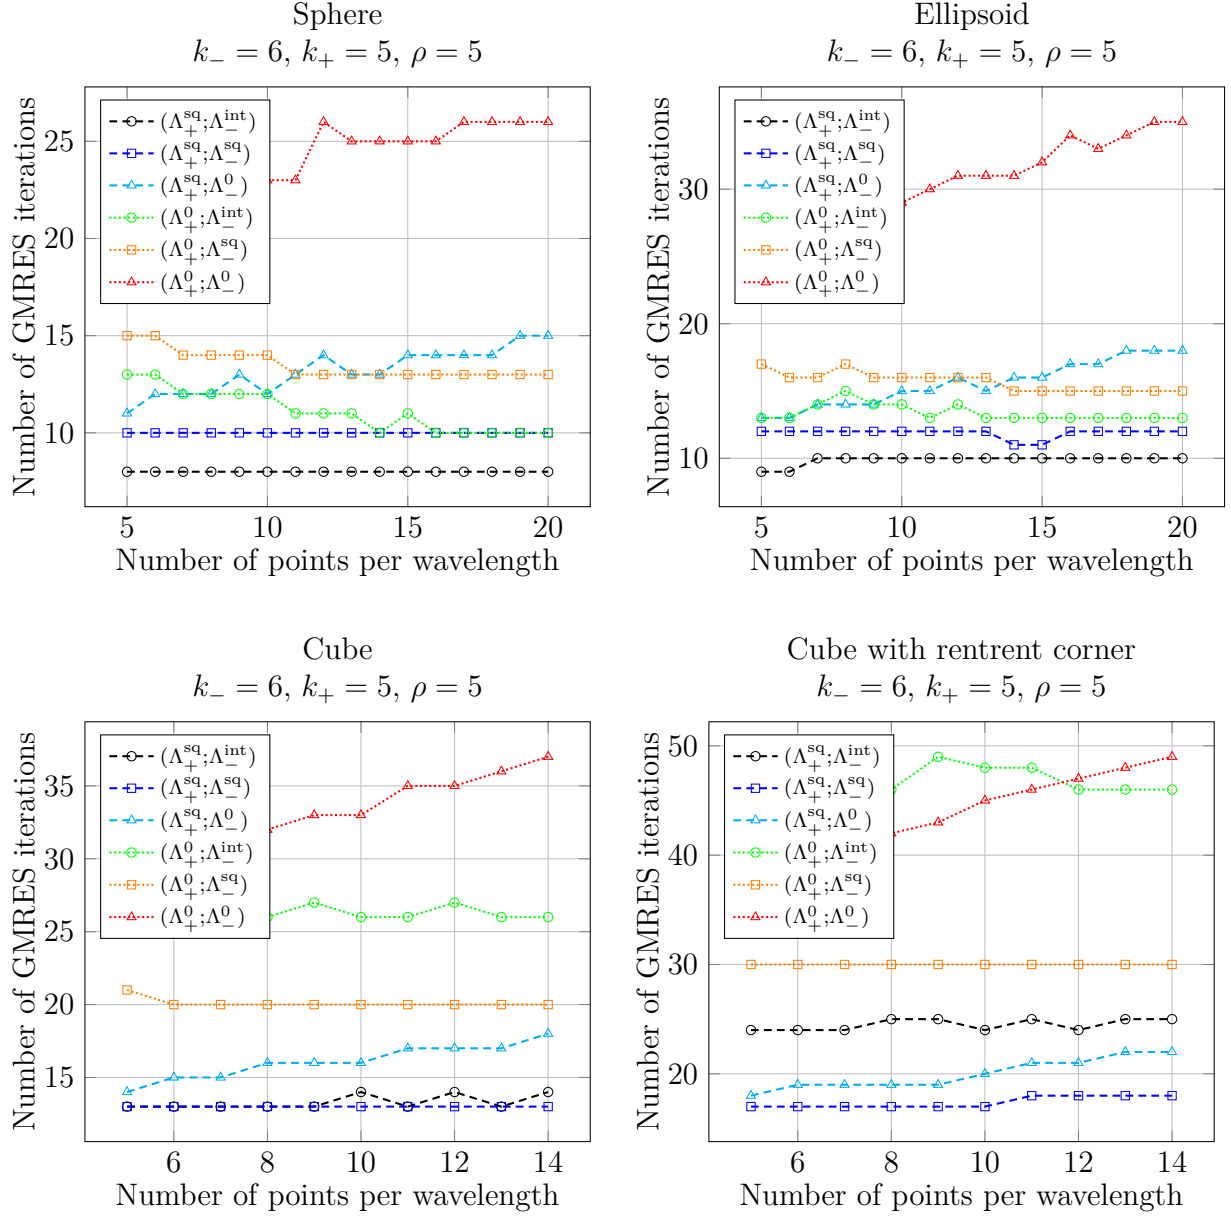 Sphere
k₋ = 6, k₊ = 5, ρ = 5
Number of GMRES iterations
25
20
15
10
(Λ₊^sq;Λ₋^int)
(Λ₊^sq;Λ₋^sq)
(Λ₊^sq;Λ₋^0)
(Λ₊^0;Λ₋^int)
(Λ₊^0;Λ₋^sq)
(Λ₊^0;Λ₋^0)
5 10 15 20
Number of points per wavelength
Ellipsoid
k₋ = 6, k₊ = 5, ρ = 5
Number of GMRES iterations
30
20
10
(Λ₊^sq;Λ₋^int)
(Λ₊^sq;Λ₋^sq)
(Λ₊^sq;Λ₋^0)
(Λ₊^0;Λ₋^int)
(Λ₊^0;Λ₋^sq)
(Λ₊^0;Λ₋^0)
5 10 15 20
Number of points per wavelength
Cube
k₋ = 6, k₊ = 5, ρ = 5
Number of GMRES iterations
35
30
25
20
15
(Λ₊^sq;Λ₋^int)
(Λ₊^sq;Λ₋^sq)
(Λ₊^sq;Λ₋^0)
(Λ₊^0;Λ₋^int)
(Λ₊^0;Λ₋^sq)
(Λ₊^0;Λ₋^0)
6 8 10 12 14
Number of points per wavelength
Cube with rentrent corner
k₋ = 6, k₊ = 5, ρ = 5
Number of GMRES iterations
50
40
30
20
(Λ₊^sq;Λ₋^int)
(Λ₊^sq;Λ₋^sq)
(Λ₊^sq;Λ₋^0)
(Λ₊^0;Λ₋^int)
(Λ₊^0;Λ₋^sq)
(Λ₊^0;Λ₋^0)
6 8 10 12 14
Number of points per wavelength